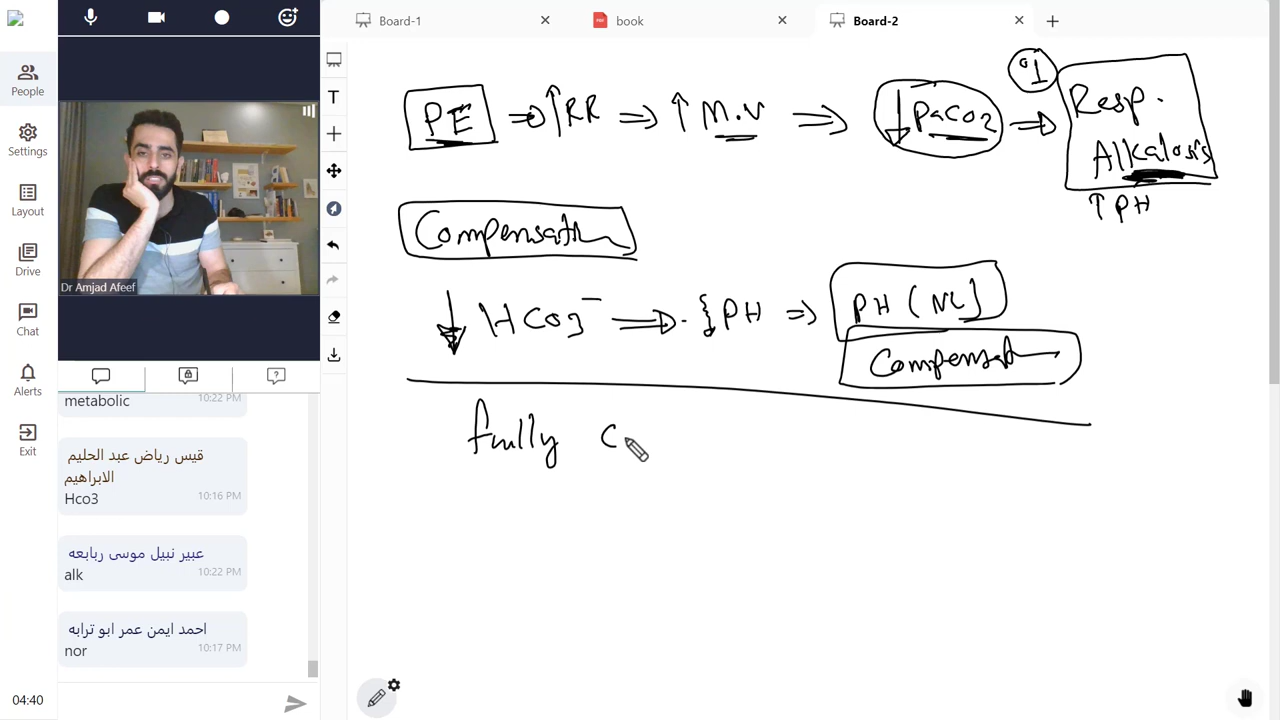 Board-1
book
Board-2
People
Settings
Layout
Drive
Chat
Alerts
Exit
04:40
Dr Amjad Afeef
metabolic
10:22 PM
قيس رياض عبد الحليم
الابراهيم
Hco3
10:16 PM
عبير نبيل موسى ربابعه
alk
10:22 PM
احمد ايمن عمر ابو ترابه
nor
10:17 PM
PE ⇒ ↑RR ⇒ ↑ M.V ⇒ ↓PaCO2 ⇒ Resp.
Alkalosis
↑ PH
Compensation
↓ HCO3⁻ ⇒ PH ⇒ PH (NL)
Compensat
fully C